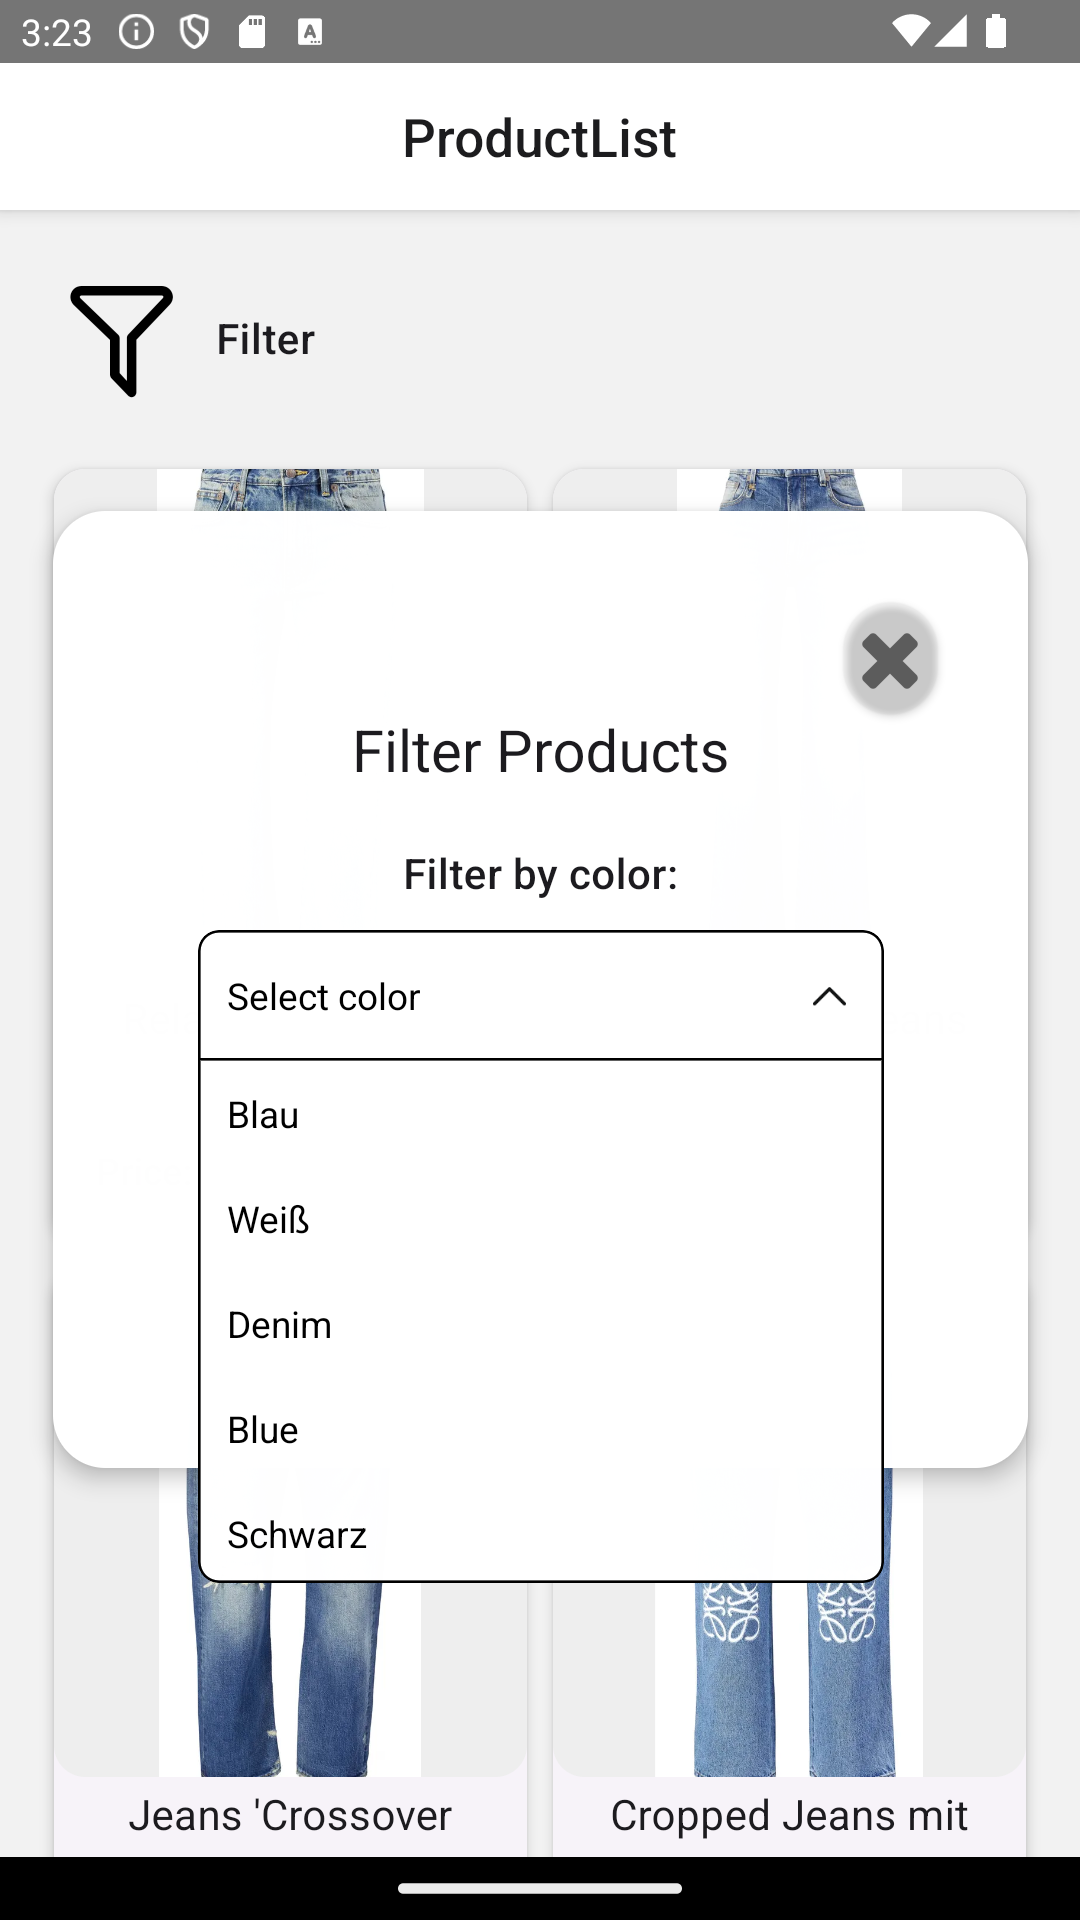 3:23
ProductList
Filter
Filter Products
Filter by color:
Select color
Blau
Weiß
Denim
Blue
Schwarz
Jeans 'Crossover
Cropped Jeans mit